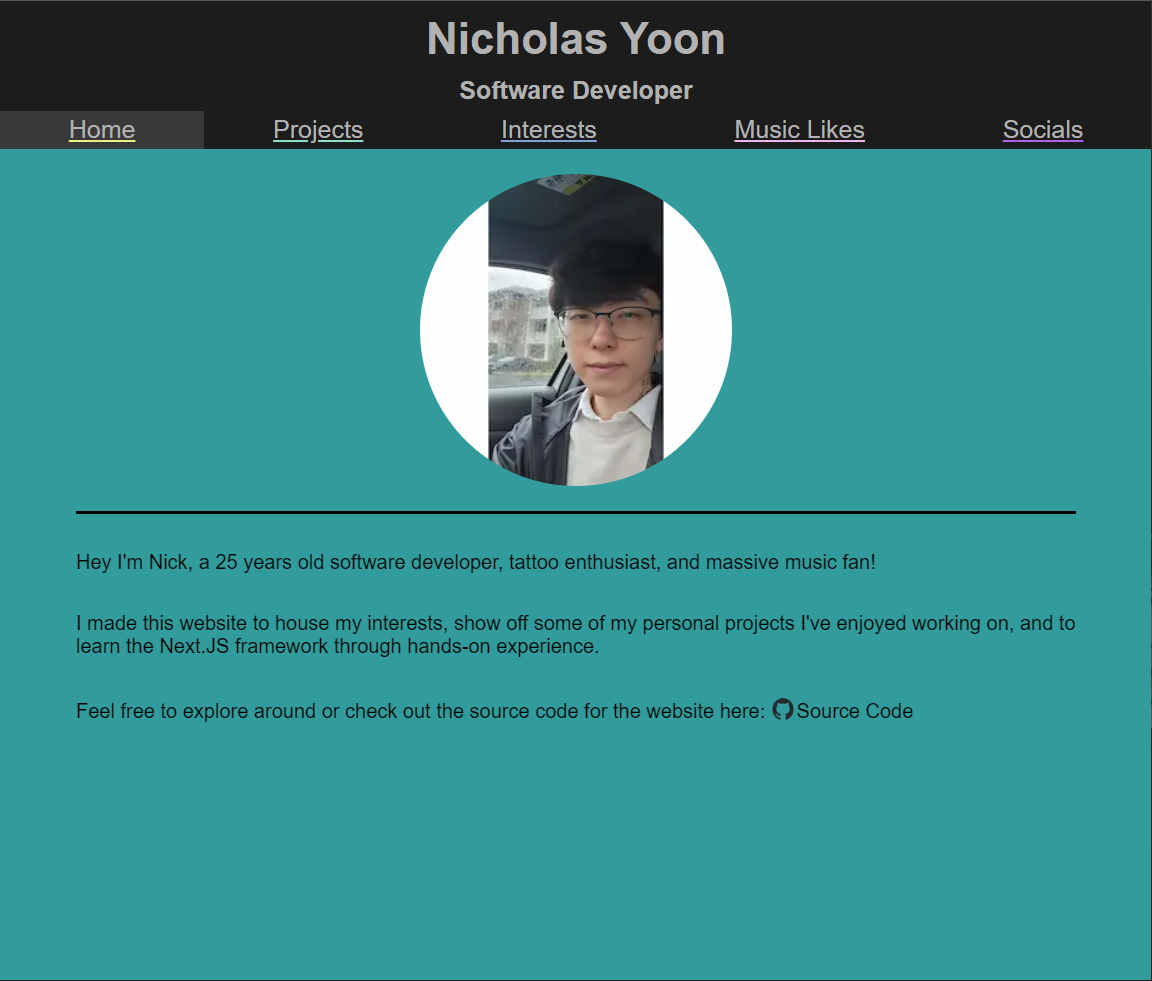 Nicholas Yoon
Software Developer
Home
Projects
Interests
Music Likes
Socials
Hey I'm Nick, a 25 years old software developer, tattoo enthusiast, and massive music fan!
I made this website to house my interests, show off some of my personal projects I've enjoyed working on, and to
learn the Next.JS framework through hands-on experience.
Feel free to explore around or check out the source code for the website here: Source Code